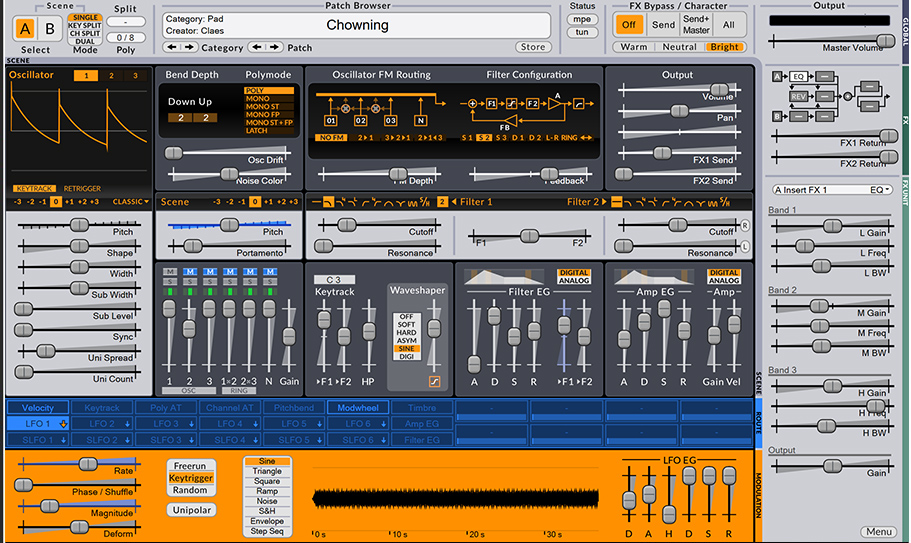 Scene
A B
Select
SINGLE
KEY SPLIT
CH SPLIT
DUAL
Mode
Split
-
0 / 8
Poly
Patch Browser
Category: Pad
Creator: Claes
Chowning
Category
Patch
Store
Status
mpe
tun
FX Bypass / Character
Off Send Send+ Master All
Warm Neutral Bright
Output
Master Volume
GLOBAL
SCENE
Oscillator 1 2 3
KEYTRACK RETRIGGER
-3 -2 -1 0 +1 +2 +3 CLASSIC
Pitch
Shape
Width
Sub Width
Sub Level
Sync
Uni Spread
Uni Count
Bend Depth
Down Up
2 2
Polymode
POLY
MONO
MONO ST
MONO FP
MONO ST+FP
LATCH
Osc Drift
Noise Color
Oscillator FM Routing
O1 O2 O3 N
NO FM 2>1 3>2>1 2>1<3
FM Depth
Filter Configuration
F1 F2 A
FB
S 1 S 2 S 3 D 1 D 2 L-R RING
Feedback
Output
Volume
Pan
FX1 Send
FX2 Send
Scene -3 -2 -1 0 +1 +2 +3
Pitch
Portamento
2 Filter 1
Filter 2
Cutoff
Resonance
F1 F2
Cutoff
Resonance
R
L
M M M M M M
S S S S S S
1 2 3 1×2 2×3 N Gain
OSC RING
C 3
Keytrack
>F1 >F2 HP
Waveshaper
OFF
SOFT
HARD
ASYM
SINE
DIGI
Filter EG
DIGITAL
ANALOG
A D S R >F1 >F2
Amp EG
DIGITAL
ANALOG
Amp
A D S R Gain Vel
SCENE
Velocity Keytrack Poly AT Channel AT Pitchbend Modwheel Timbre - - - -
LFO 1 LFO 2 LFO 3 LFO 4 LFO 5 LFO 6 Amp EG
SLFO 1 SLFO 2 SLFO 3 SLFO 4 SLFO 5 SLFO 6 Filter EG - - - -
ROUTE
Rate
Phase / Shuffle
Magnitude
Deform
Freerun
Keytrigger
Random
Unipolar
Sine
Triangle
Square
Ramp
Noise
S&H
Envelope
Step Seq
0 s 10 s 20 s 30 s
LFO EG
D A H D S R
MODULATION
A EQ
REV
B
FX1 Return
FX2 Return
FX
FX UNIT
A Insert FX 1 EQ
Band 1
L Gain
L Freq
L BW
Band 2
M Gain
M Freq
M BW
Band 3
H Gain
H Freq
H BW
Output
Gain
Menu